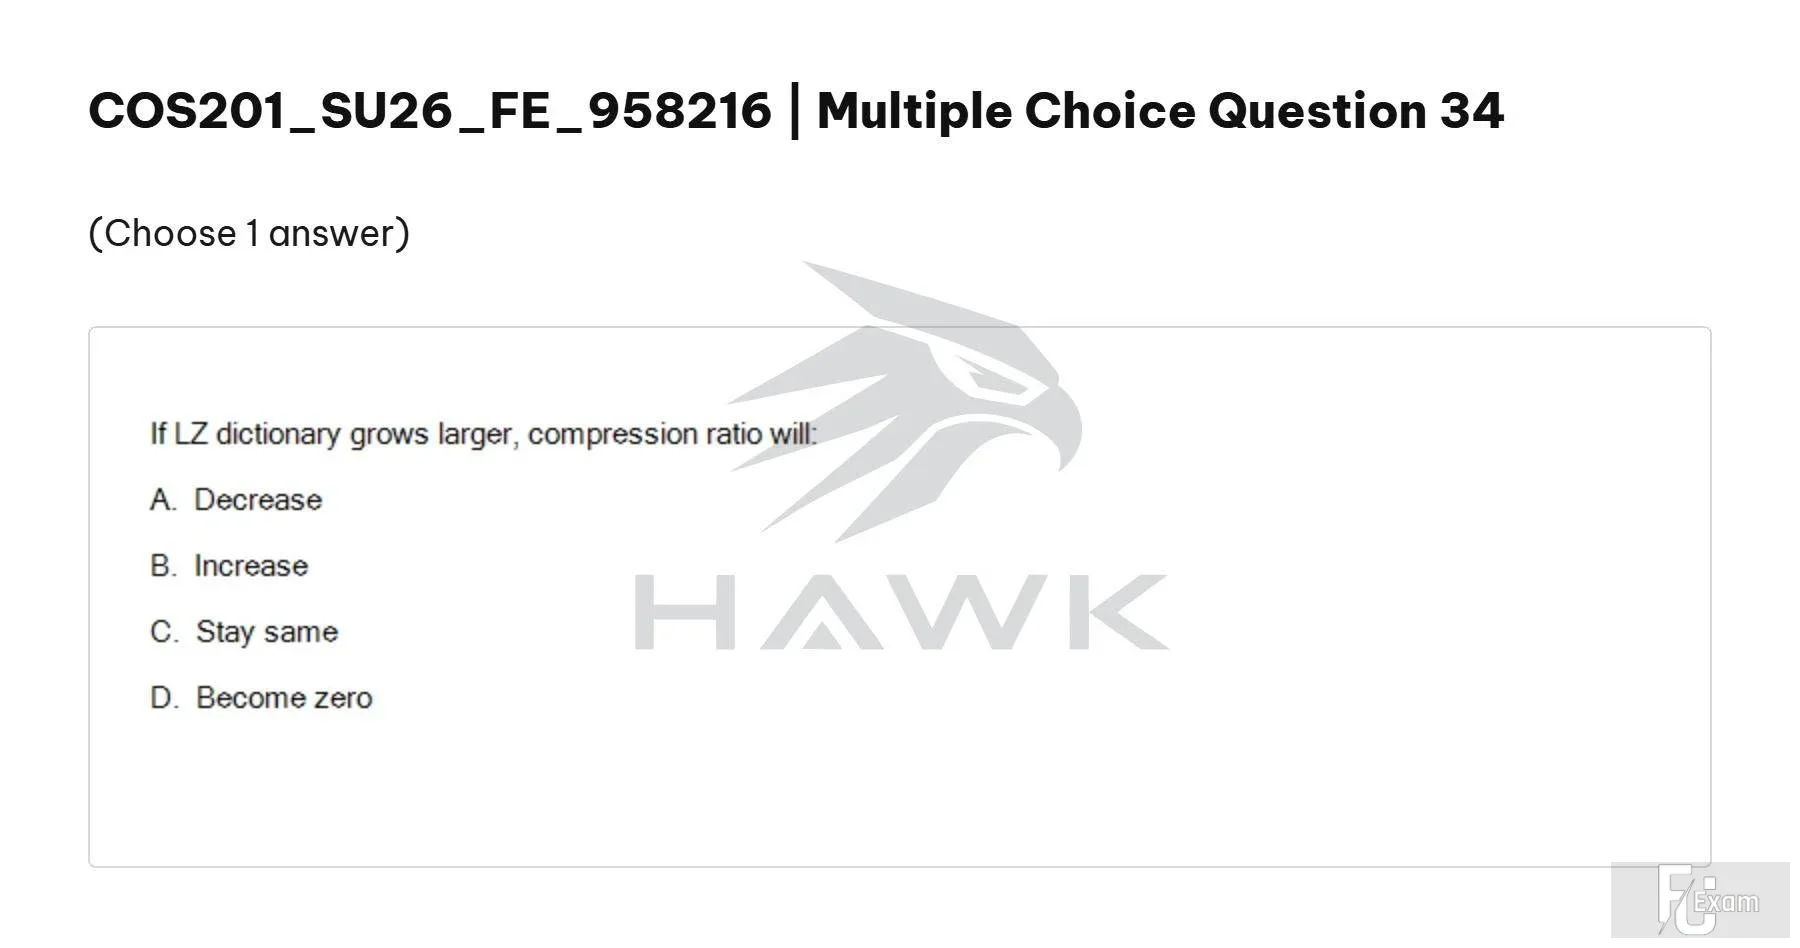 COS201_SU26_FE_958216 | Multiple Choice Question 34
(Choose 1 answer)
If LZ dictionary grows larger, compression ratio will:
A. Decrease
B. Increase
C. Stay same
D. Become zero
HAWK
Exam